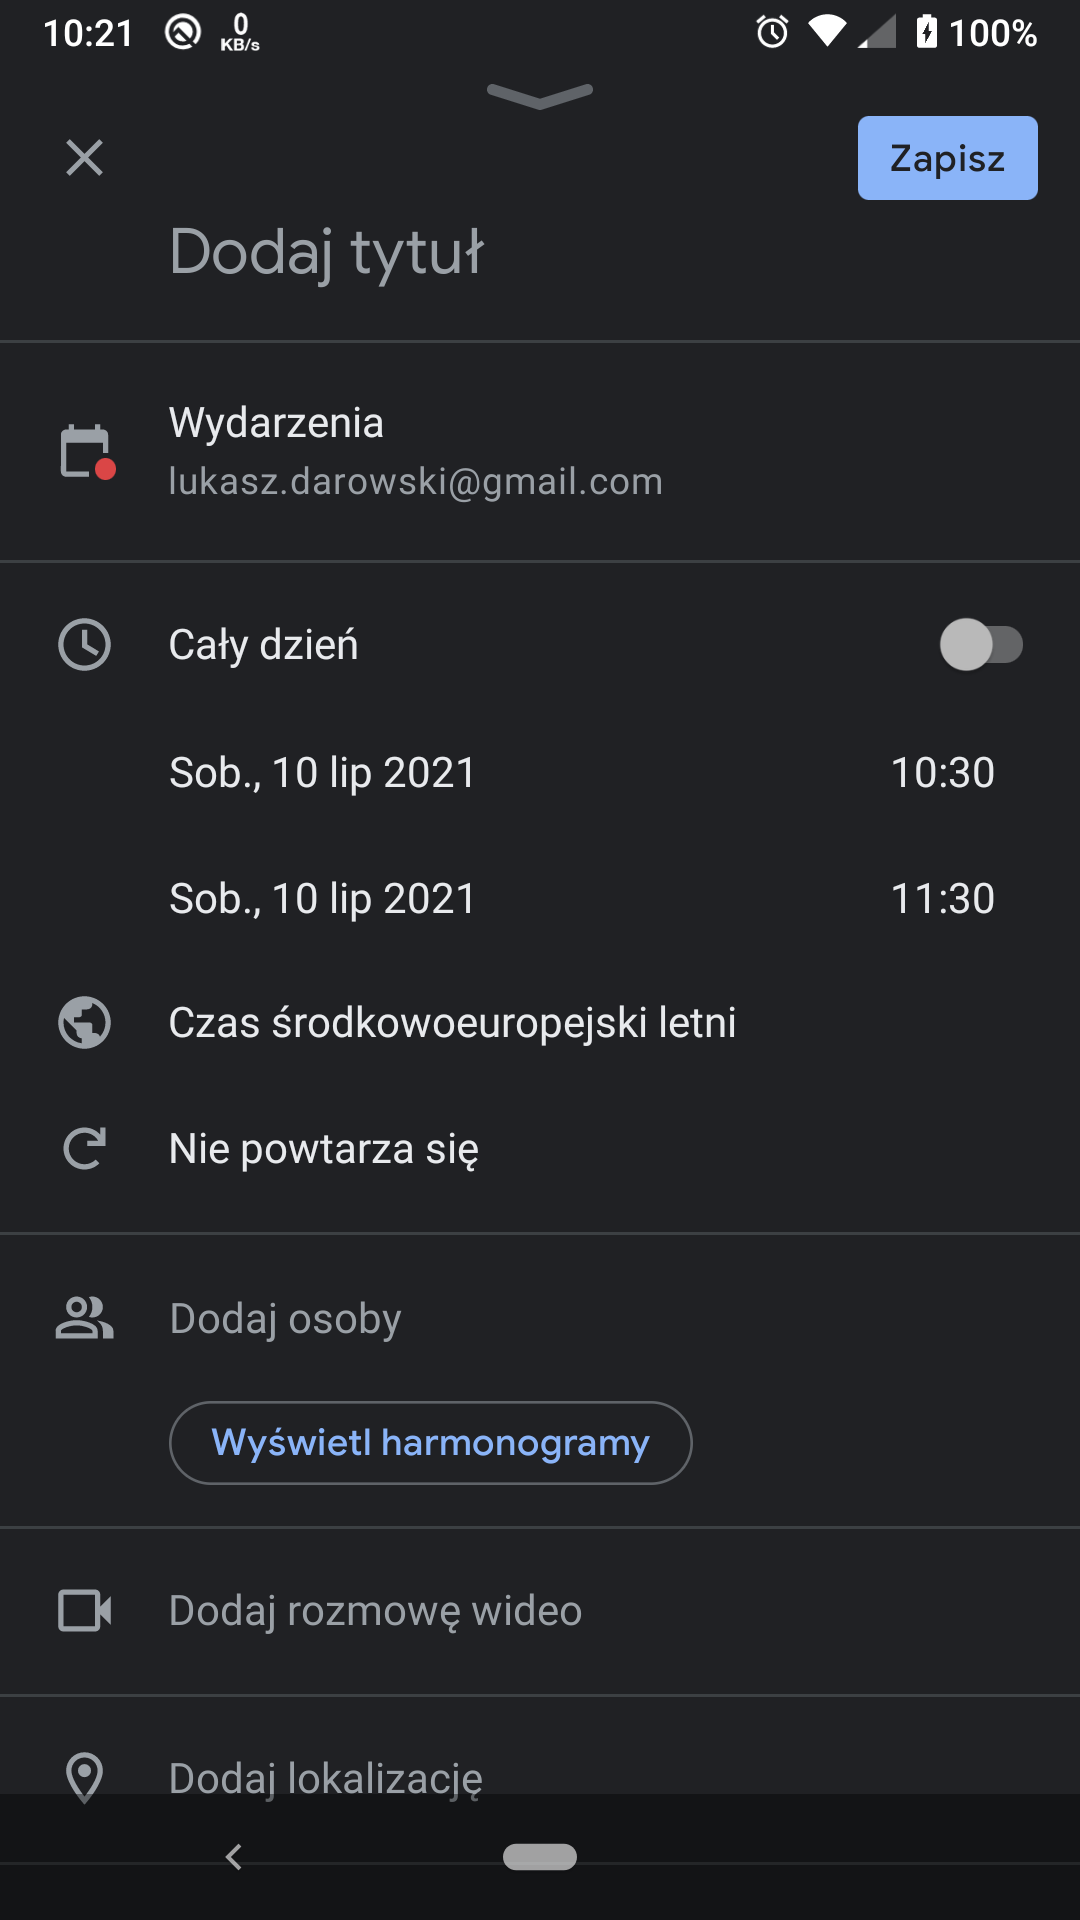 10:21 0 KB/s 100%
Zapisz
Dodaj tytuł
Wydarzenia
lukasz.darowski@gmail.com
Cały dzień
Sob., 10 lip 2021 10:30
Sob., 10 lip 2021 11:30
Czas środkowoeuropejski letni
Nie powtarza się
Dodaj osoby
Wyświetl harmonogramy
Dodaj rozmowę wideo
Dodaj lokalizację